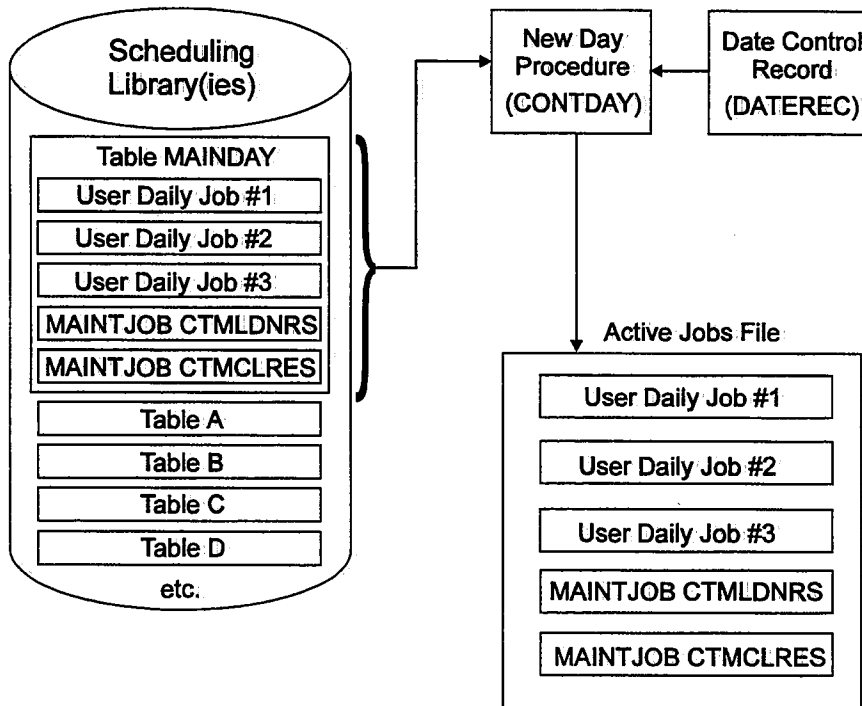 Scheduling
Library(ies)
Table MAINDAY
User Daily Job #1
User Daily Job #2
User Daily Job #3
MAINTJOB CTMLDNRS
MAINTJOB CTMCLRES
Table A
Table B
Table C
Table D
etc.
New Day
Procedure
(CONTDAY)
Date Control
Record
(DATEREC)
Active Jobs File
User Daily Job #1
User Daily Job #2
User Daily Job #3
MAINTJOB CTMLDNRS
MAINTJOB CTMCLRES